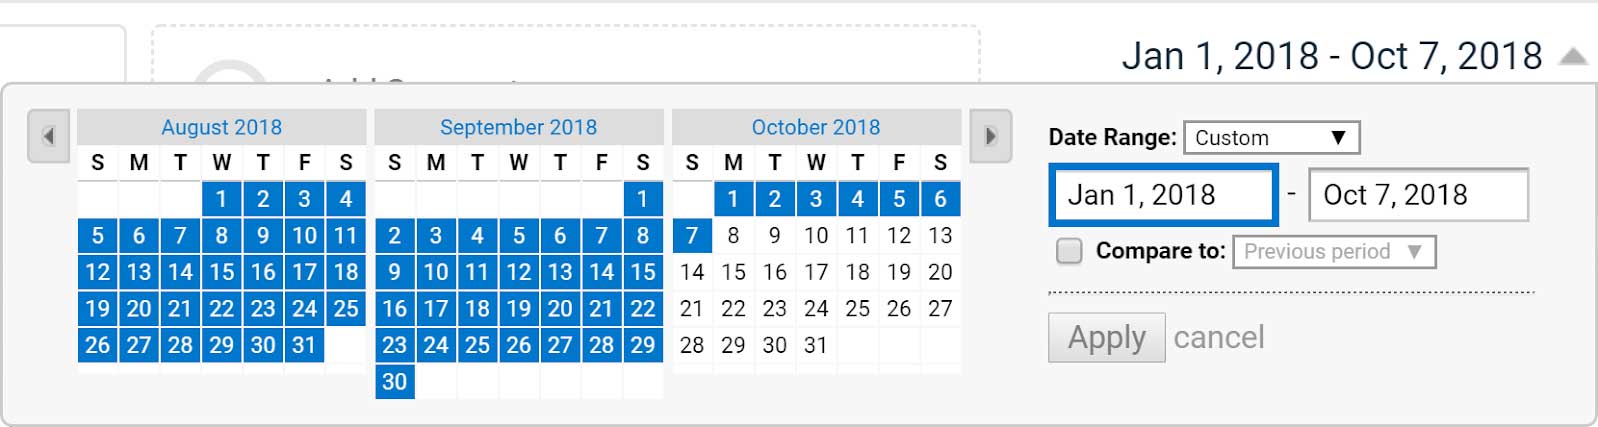 Jan 1, 2018 - Oct 7, 2018
August 2018
S M T W T F S
1 2 3 4
5 6 7 8 9 10 11
12 13 14 15 16 17 18
19 20 21 22 23 24 25
26 27 28 29 30 31
September 2018
S M T W T F S
1
2 3 4 5 6 7 8
9 10 11 12 13 14 15
16 17 18 19 20 21 22
23 24 25 26 27 28 29
30
October 2018
S M T W T F S
1 2 3 4 5 6
7 8 9 10 11 12 13
14 15 16 17 18 19 20
21 22 23 24 25 26 27
28 29 30 31
Date Range: Custom
Jan 1, 2018 - Oct 7, 2018
Compare to: Previous period
Apply cancel